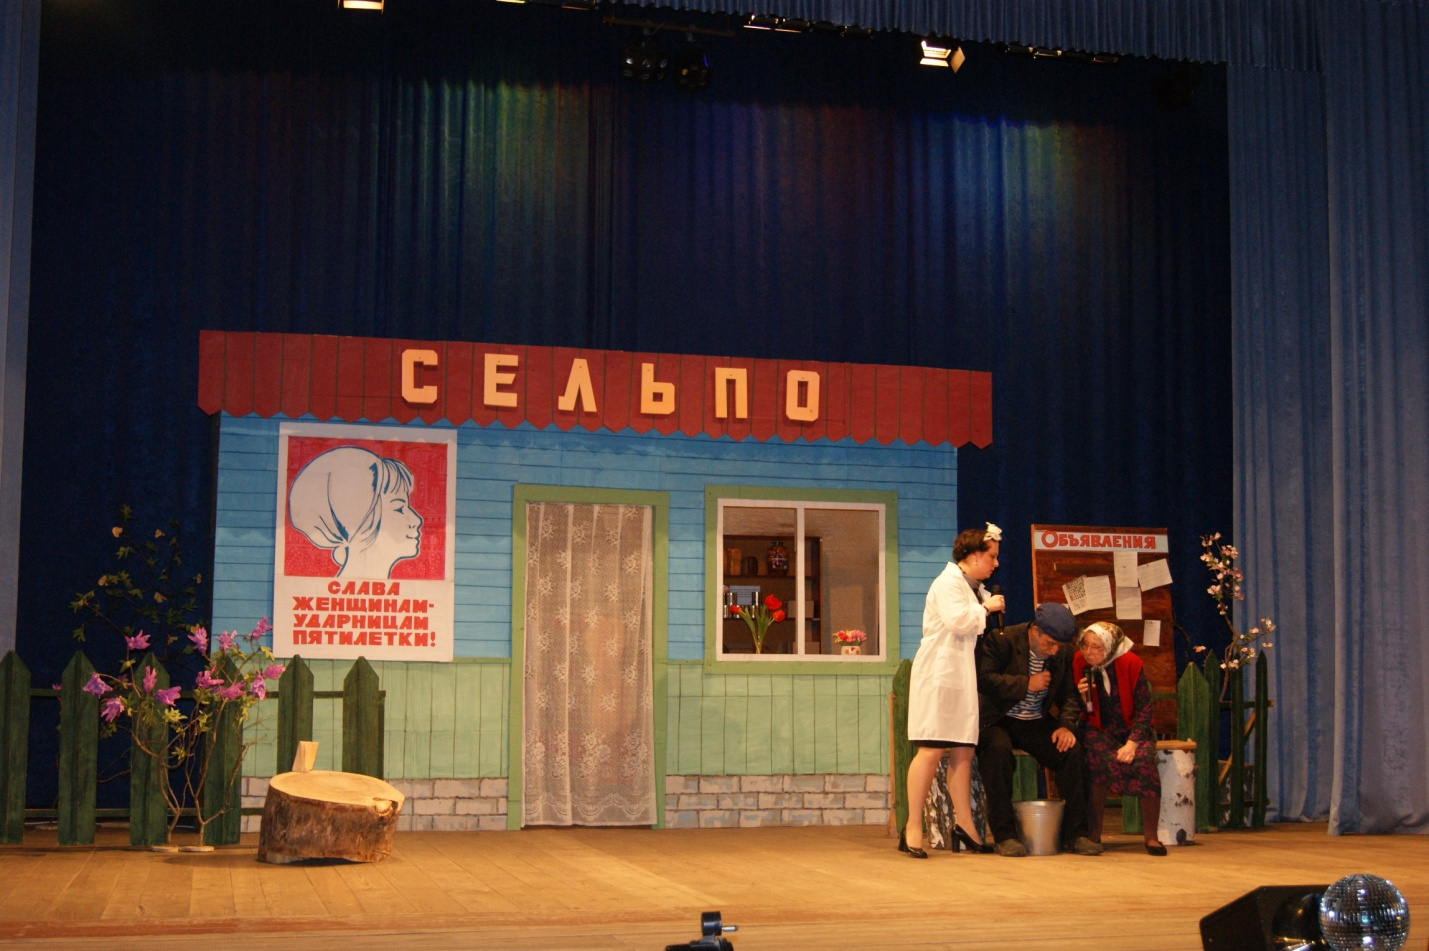 СЕЛЬПО
СЛАВА
ЖЕНЩИНАМ-
УДАРНИЦАМ
ПЯТИЛЕТКИ!
ОБЪЯВЛЕНИЯ